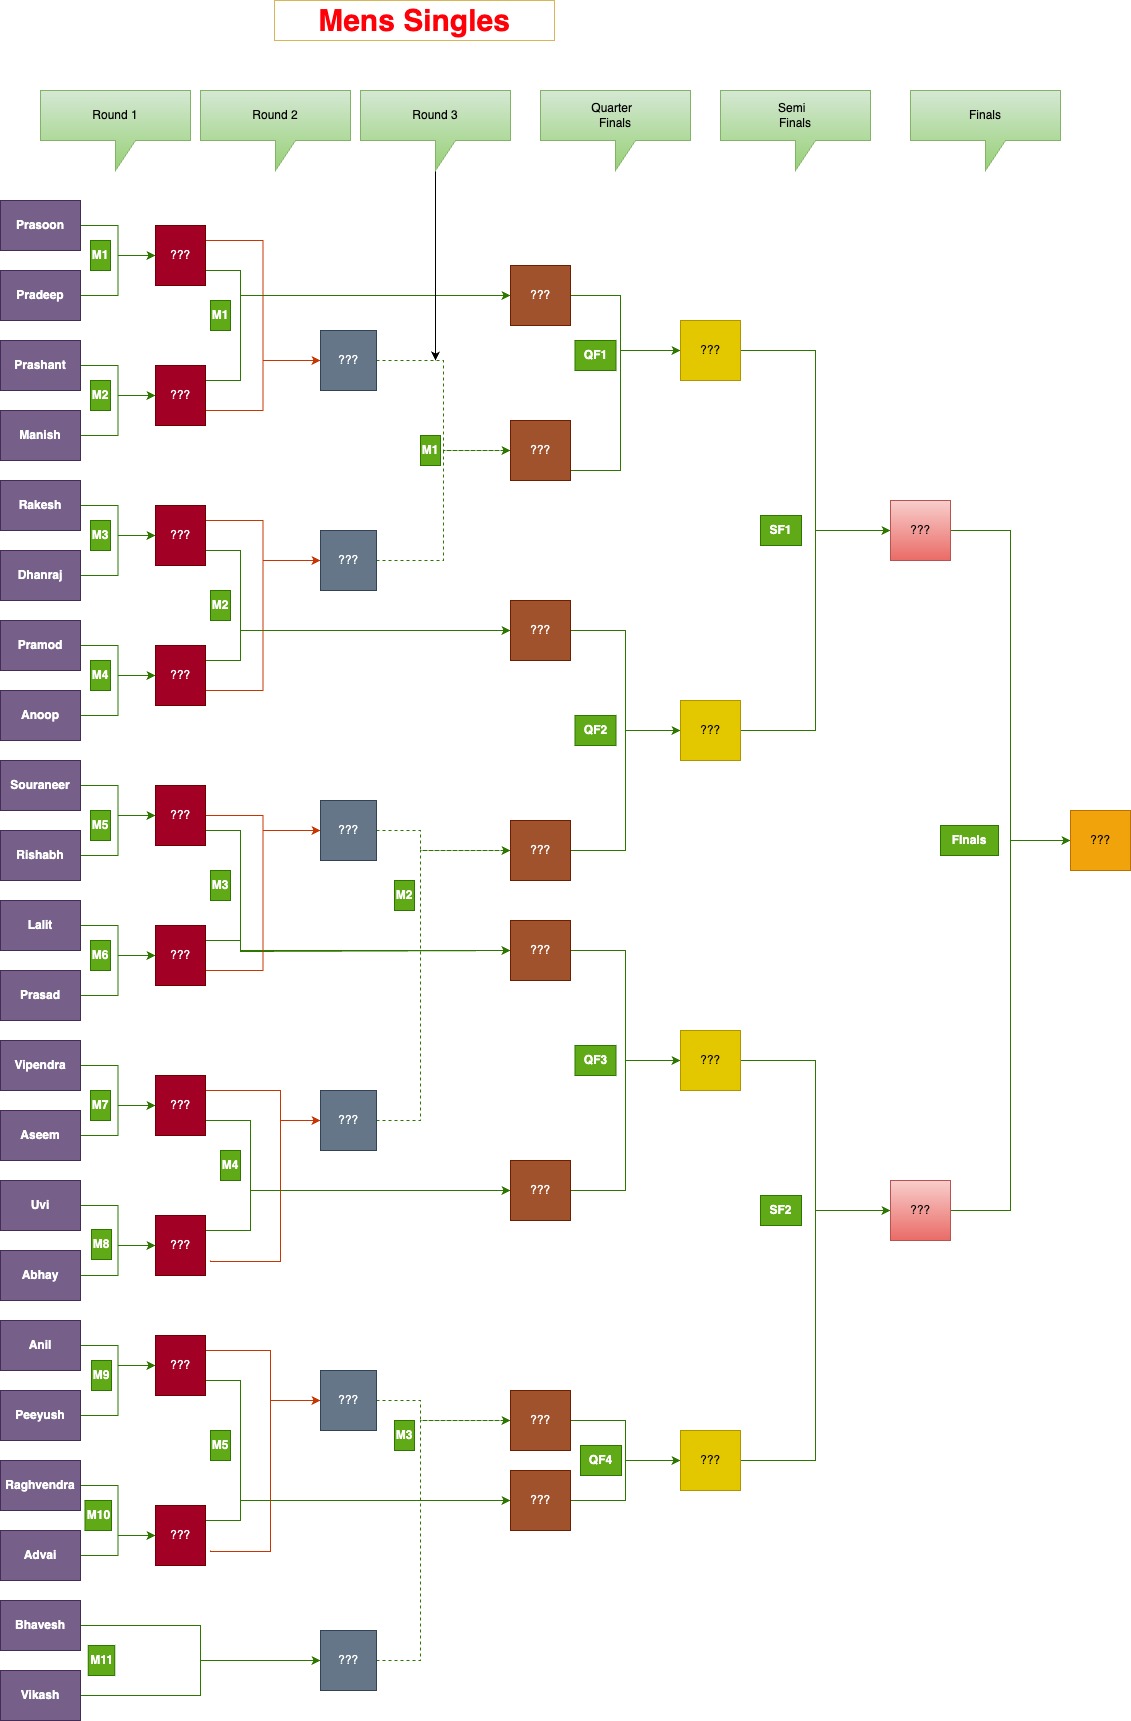 Mens Singles
Round 1
Round 2
Round 3
Quarter
Finals
Semi
Finals
Finals
Prasoon
M1
???
Pradeep
M1
???
???
Prashant
M2
???
Manish
???
QF1
???
M1
???
Rakesh
M3
???
Dhanraj
???
SF1
???
M2
???
Pramod
M4
???
Anoop
QF2
???
Souraneer
M5
???
Rishabh
???
???
Finals
???
M3
M2
Lalit
M6
???
Prasad
???
Vipendra
M7
???
Aseem
???
QF3
???
M4
???
Uvi
M8
???
Abhay
SF2
???
Anil
M9
???
Peeyush
???
M3
???
M5
QF4
???
Raghvendra
M10
???
Advai
???
Bhavesh
M11
???
Vikash